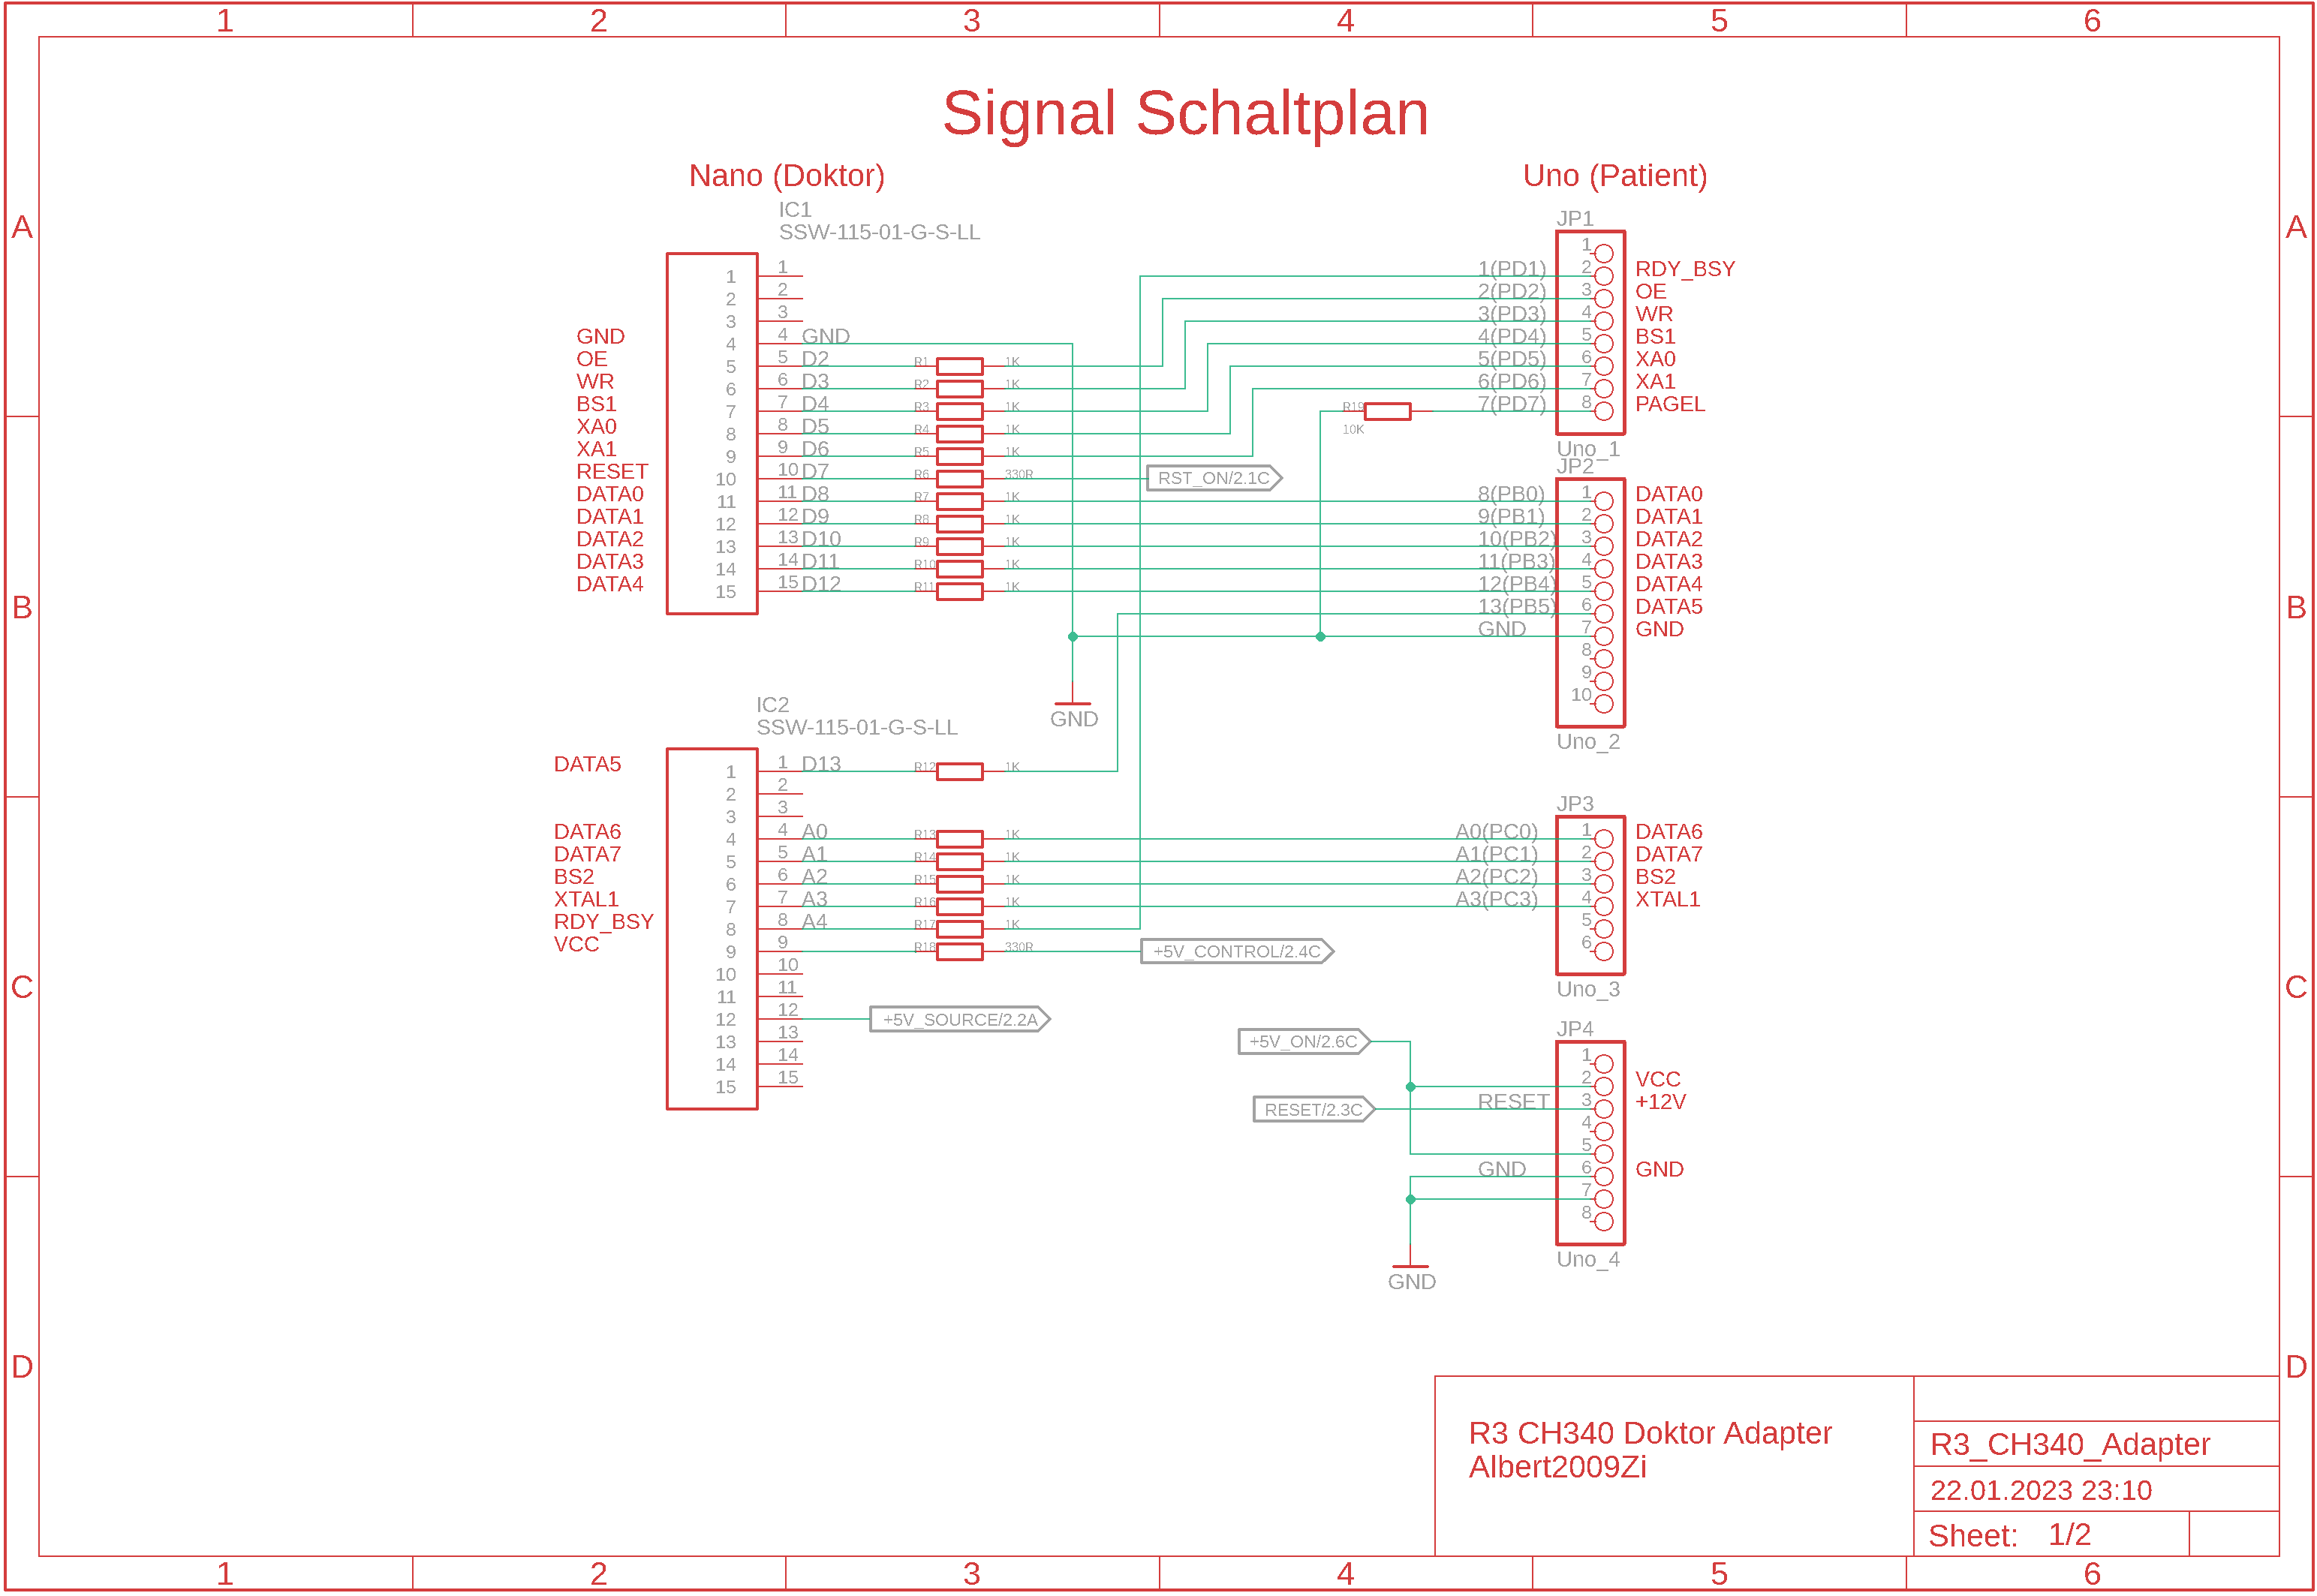 1 2 3 4 5 6
Signal Schaltplan
Nano (Doktor)
Uno (Patient)
A
A
IC1
SSW-115-01-G-S-LL
1 1
2 2
3 3
GND 4 4 GND
OE 5 5 D2 R1 1K
WR 6 6 D3 R2 1K
BS1 7 7 D4 R3 1K
XA0 8 8 D5 R4 1K
XA1 9 9 D6 R5 1K
RESET 10 10 D7 R6 330R RST_ON/2.1C
DATA0 11 11 D8 R7 1K
DATA1 12 12 D9 R8 1K
DATA2 13 13 D10 R9 1K
DATA3 14 14 D11 R10 1K
DATA4 15 15 D12 R11 1K
JP1
1
1(PD1) 2 RDY_BSY
2(PD2) 3 OE
3(PD3) 4 WR
4(PD4) 5 BS1
5(PD5) 6 XA0
6(PD6) 7 XA1
R19 7(PD7) 8 PAGEL
10K
Uno_1
JP2
8(PB0) 1 DATA0
9(PB1) 2 DATA1
10(PB2) 3 DATA2
11(PB3) 4 DATA3
12(PB4) 5 DATA4
13(PB5) 6 DATA5
GND 7 GND
8
9
10
Uno_2
B
B
GND
IC2
SSW-115-01-G-S-LL
DATA5 1 1 D13 R12 1K
2 2
3 3
DATA6 4 4 A0 R13 1K
DATA7 5 5 A1 R14 1K
BS2 6 6 A2 R15 1K
XTAL1 7 7 A3 R16 1K
RDY_BSY 8 8 A4 R17 1K
VCC 9 9 R18 330R +5V_CONTROL/2.4C
10 10
11 11
12 12 +5V_SOURCE/2.2A
13 13
14 14
15 15
JP3
A0(PC0) 1 DATA6
A1(PC1) 2 DATA7
A2(PC2) 3 BS2
A3(PC3) 4 XTAL1
5
6
Uno_3
C
C
JP4
+5V_ON/2.6C 1
2 VCC
RESET/2.3C RESET 3 +12V
4
5
GND 6 GND
7
8
Uno_4
GND
D
D
R3 CH340 Doktor Adapter
Albert2009Zi
R3_CH340_Adapter
22.01.2023 23:10
Sheet: 1/2
1 2 3 4 5 6